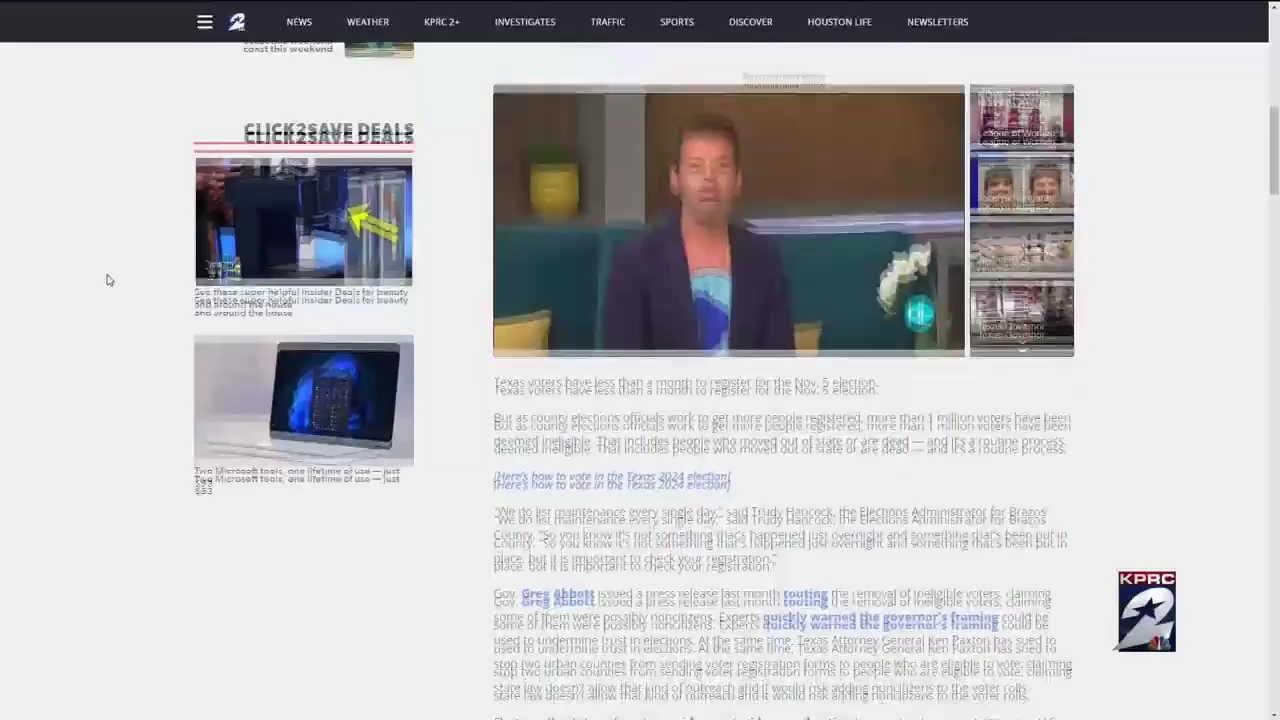 NEWS WEATHER KPRC 2+ INVESTIGATES TRAFFIC SPORTS DISCOVER HOUSTON LIFE NEWSLETTERS
coast this weekend
CLICK2SAVE DEALS
See these super helpful Insider Deals for beauty
and around the house
Two Microsoft tools, one lifetime of use — just
League of Women
Texas Governor
Texas voters have less than a month to register for the Nov. 5 election.
But as county elections officials work to get more people registered, more than 1 million voters have been
deemed ineligible. That includes people who moved out of state or are dead — and it's a routine process.
[Here's how to vote in the Texas 2024 election]
"We do list maintenance every single day," said Trudy Hancock, the Elections Administrator for Brazos
County. "So you know it's not something that's happened just overnight and something that's been put in
place, but it is important to check your registration."
Gov. Greg Abbott issued a press release last month touting the removal of ineligible voters, claiming
some of them were possibly noncitizens. Experts quickly warned the governor's framing could be
used to undermine trust in elections. At the same time, Texas Attorney General Ken Paxton has sued to
stop two urban counties from sending voter registration forms to people who are eligible to vote, claiming
state law doesn't allow that kind of outreach and it would risk adding noncitizens to the voter rolls.
KPRC
2